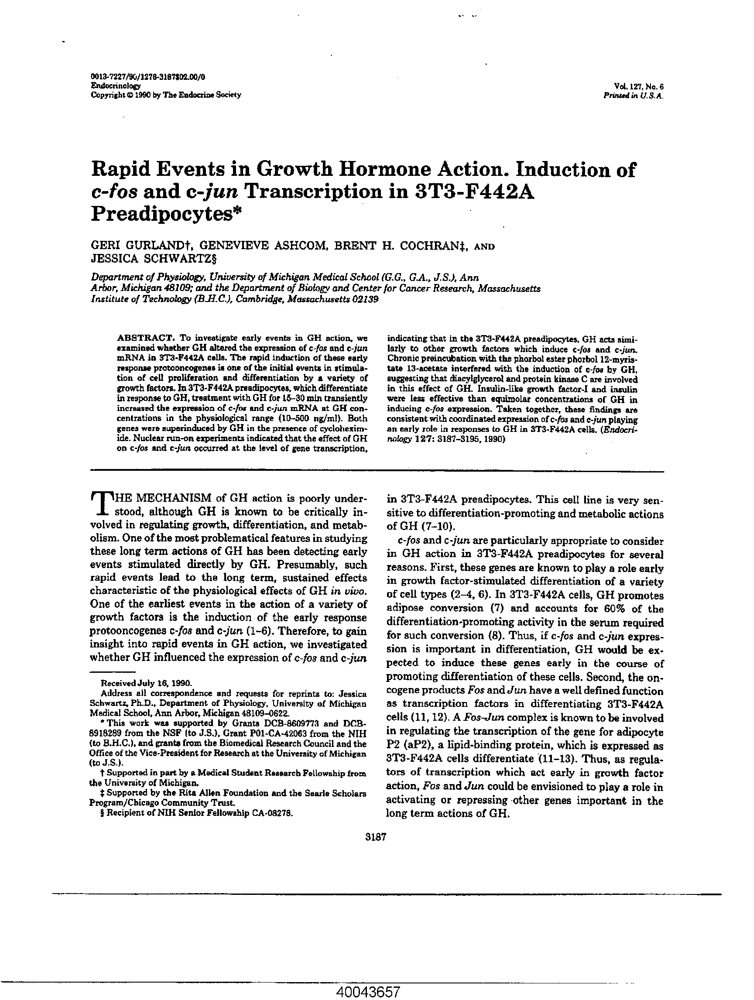 0013-7227/90/1276-3187$02.00/0
Endocrinology
Copyright © 1990 by The Endocrine Society
Vol. 127, No. 6
Printed in U.S.A.
Rapid Events in Growth Hormone Action. Induction of
c-fos and c-jun Transcription in 3T3-F442A
Preadipocytes*
GERI GURLAND†, GENEVIEVE ASHCOM, BRENT H. COCHRAN‡, AND
JESSICA SCHWARTZ§
Department of Physiology, University of Michigan Medical School (G.G., G.A., J.S.), Ann
Arbor, Michigan 48109; and the Department of Biology and Center for Cancer Research, Massachusetts
Institute of Technology (B.H.C.), Cambridge, Massachusetts 02139
ABSTRACT. To investigate early events in GH action, we
examined whether GH altered the expression of c-fos and c-jun
mRNA in 3T3-F442A cells. The rapid induction of these early
response protooncogenes is one of the initial events in stimula-
tion of cell proliferation and differentiation by a variety of
growth factors. In 3T3-F442A preadipocytes, which differentiate
in response to GH, treatment with GH for 15-30 min transiently
increased the expression of c-fos and c-jun mRNA at GH con-
centrations in the physiological range (10-500 ng/ml). Both
genes were superinduced by GH in the presence of cyclohexim-
ide. Nuclear run-on experiments indicated that the effect of GH
on c-fos and c-jun occurred at the level of gene transcription,
indicating that in the 3T3-F442A preadipocytes, GH acts simi-
larly to other growth factors which induce c-fos and c-jun.
Chronic preincubation with the phorbol ester phorbol 12-myris-
tate 13-acetate interfered with the induction of c-fos by GH,
suggesting that diacylglycerol and protein kinase C are involved
in this effect of GH. Insulin-like growth factor-I and insulin
were less effective than equimolar concentrations of GH in
inducing c-fos expression. Taken together, these findings are
consistent with coordinated expression of c-fos and c-jun playing
an early role in responses to GH in 3T3-F442A cells. (Endocri-
nology 127: 3187-3195, 1990)
THE MECHANISM of GH action is poorly under-
stood, although GH is known to be critically in-
volved in regulating growth, differentiation, and metab-
olism. One of the most problematical features in studying
these long term actions of GH has been detecting early
events stimulated directly by GH. Presumably, such
rapid events lead to the long term, sustained effects
characteristic of the physiological effects of GH in vivo.
One of the earliest events in the action of a variety of
growth factors is the induction of the early response
protooncogenes c-fos and c-jun (1-6). Therefore, to gain
insight into rapid events in GH action, we investigated
whether GH influenced the expression of c-fos and c-jun
Received July 16, 1990.
Address all correspondence and requests for reprints to: Jessica
Schwartz, Ph.D., Department of Physiology, University of Michigan
Medical School, Ann Arbor, Michigan 48109-0622.
* This work was supported by Grants DCB-8609773 and DCB-
8918289 from the NSF (to J.S.), Grant P01-CA-42063 from the NIH
(to B.H.C.), and grants from the Biomedical Research Council and the
Office of the Vice-President for Research at the University of Michigan
(to J.S.).
† Supported in part by a Medical Student Research Fellowship from
the University of Michigan.
‡ Supported by the Rita Allen Foundation and the Searle Scholars
Program/Chicago Community Trust.
§ Recipient of NIH Senior Fellowship CA-08278.
in 3T3-F442A preadipocytes. This cell line is very sen-
sitive to differentiation-promoting and metabolic actions
of GH (7-10).
c-fos and c-jun are particularly appropriate to consider
in GH action in 3T3-F442A preadipocytes for several
reasons. First, these genes are known to play a role early
in growth factor-stimulated differentiation of a variety
of cell types (2-4, 6). In 3T3-F442A cells, GH promotes
adipose conversion (7) and accounts for 60% of the
differentiation-promoting activity in the serum required
for such conversion (8). Thus, if c-fos and c-jun expres-
sion is important in differentiation, GH would be ex-
pected to induce these genes early in the course of
promoting differentiation of these cells. Second, the on-
cogene products Fos and Jun have a well defined function
as transcription factors in differentiating 3T3-F442A
cells (11, 12). A Fos-Jun complex is known to be involved
in regulating the transcription of the gene for adipocyte
P2 (aP2), a lipid-binding protein, which is expressed as
3T3-F442A cells differentiate (11-13). Thus, as regula-
tors of transcription which act early in growth factor
action, Fos and Jun could be envisioned to play a role in
activating or repressing other genes important in the
long term actions of GH.
3187
40043657